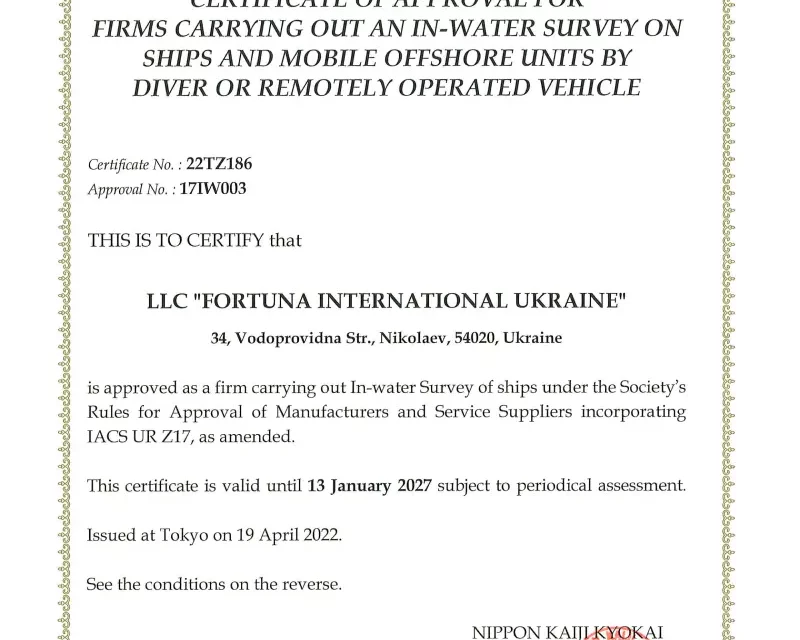 CERTIFICATE OF APPROVAL FOR
FIRMS CARRYING OUT AN IN-WATER SURVEY ON
SHIPS AND MOBILE OFFSHORE UNITS BY
DIVER OR REMOTELY OPERATED VEHICLE
Certificate No. : 22TZ186
Approval No. : 17IW003
THIS IS TO CERTIFY that
LLC "FORTUNA INTERNATIONAL UKRAINE"
34, Vodoprovidna Str., Nikolaev, 54020, Ukraine
is approved as a firm carrying out In-water Survey of ships under the Society's
Rules for Approval of Manufacturers and Service Suppliers incorporating
IACS UR Z17, as amended.
This certificate is valid until 13 January 2027 subject to periodical assessment.
Issued at Tokyo on 19 April 2022.
See the conditions on the reverse.
NIPPON KAIJI KYOKAI